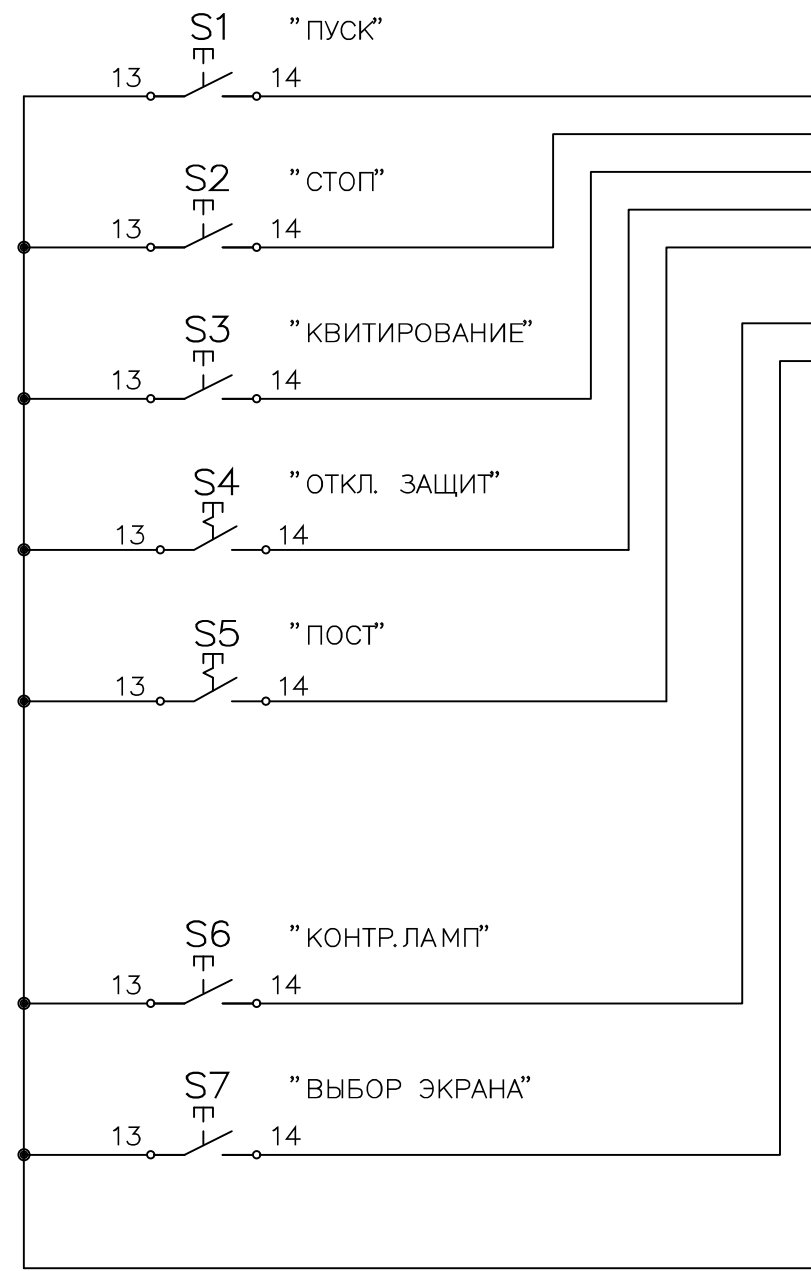 S1 "ПУСК"
13 14
S2 "СТОП"
13 14
S3 "КВИТИРОВАНИЕ"
13 14
S4 "ОТКЛ. ЗАЩИТ"
13 14
S5 "ПОСТ"
13 14
S6 "КОНТР.ЛАМП"
13 14
S7 "ВЫБОР ЭКРАНА"
13 14